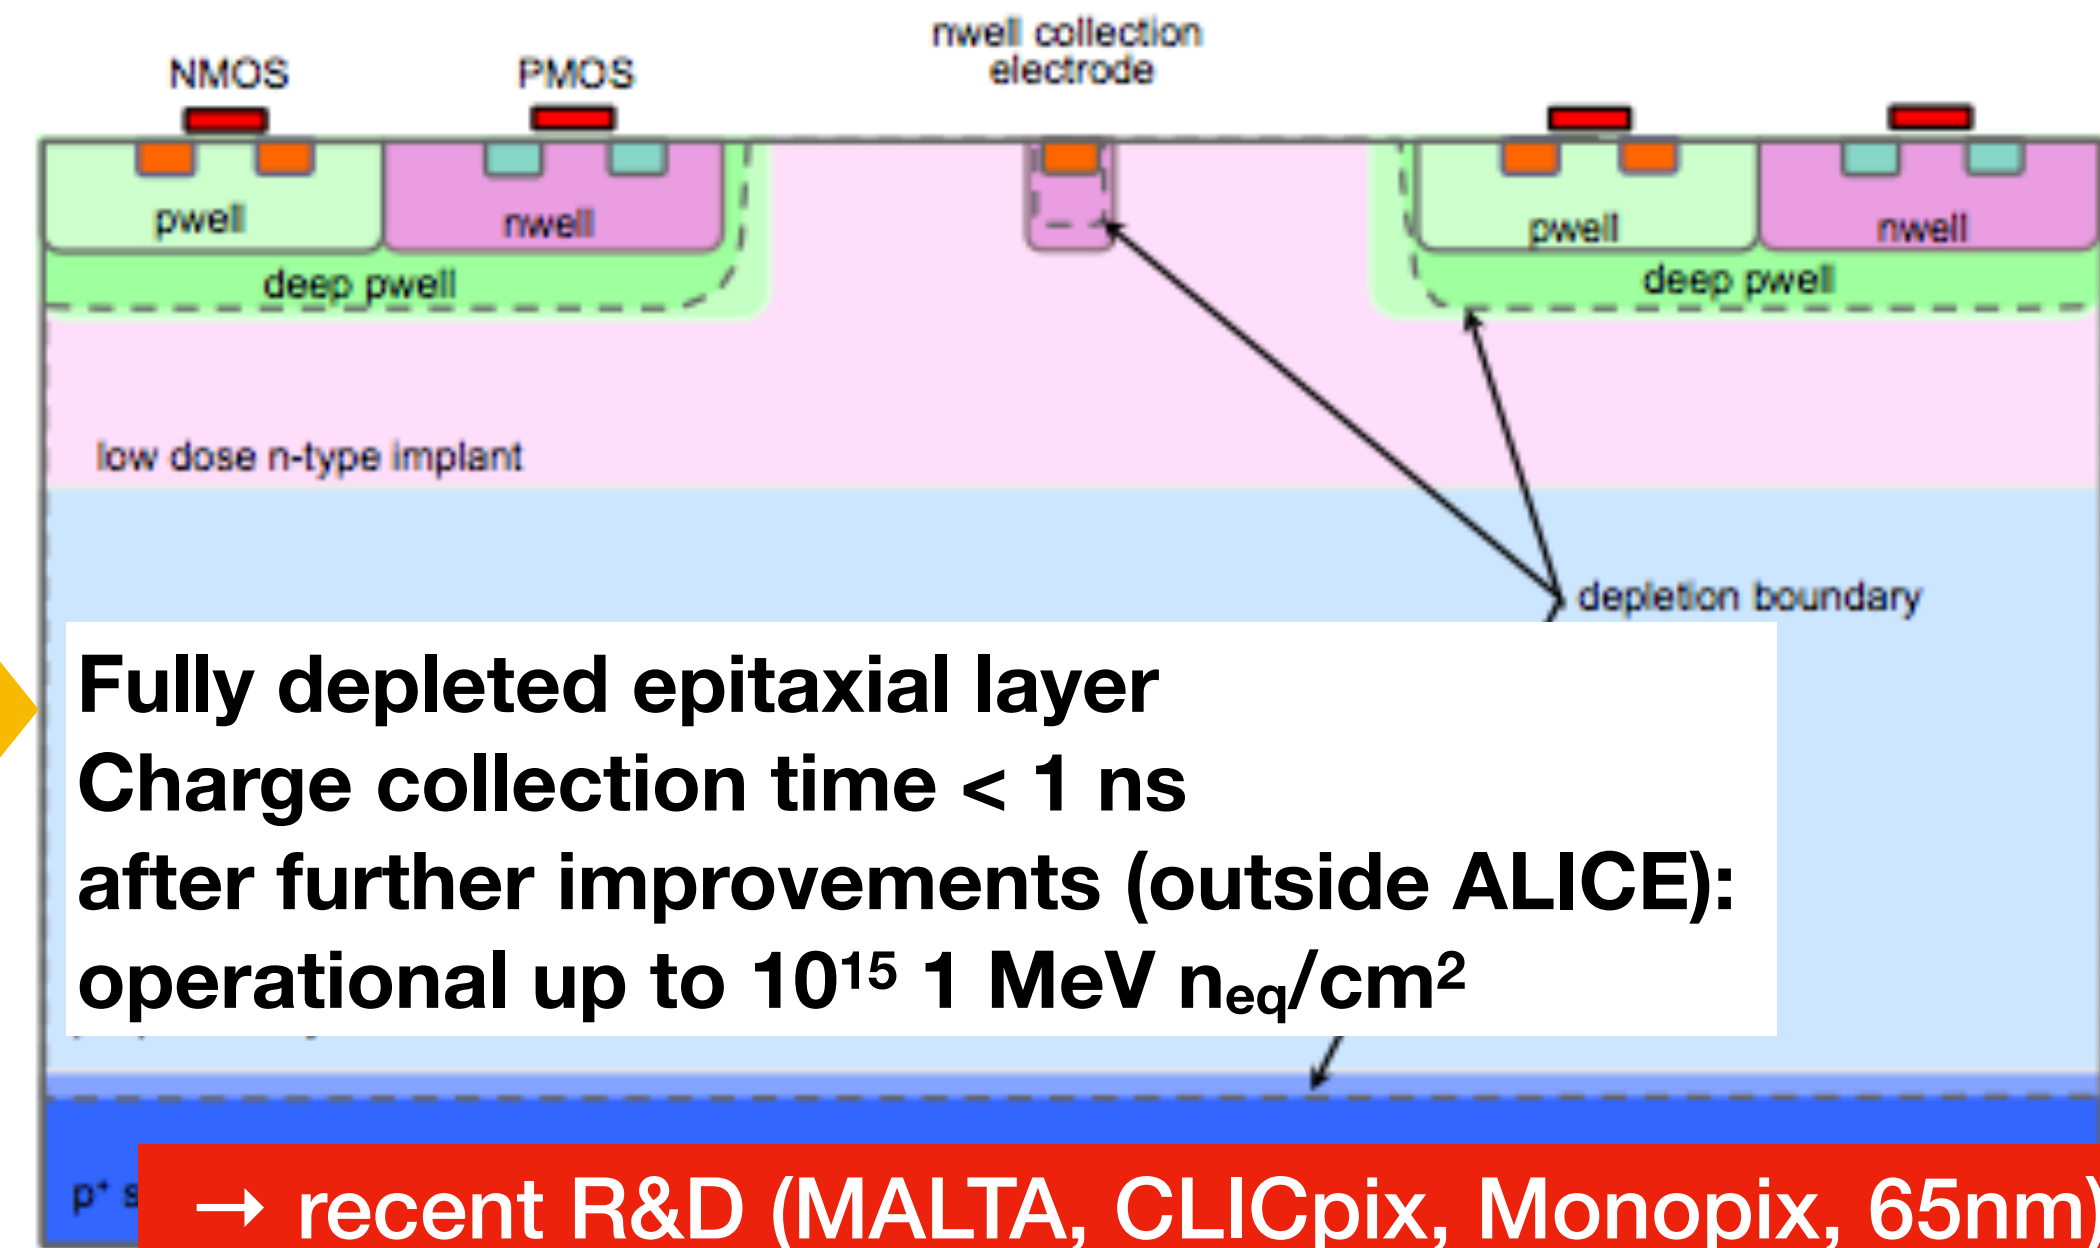 nwell collection
electrode
NMOS PMOS
pwell nwell pwell nwell
deep pwell deep pwell
low dose n-type implant
depletion boundary
Fully depleted epitaxial layer
Charge collection time < 1 ns
after further improvements (outside ALICE):
operational up to 10¹⁵ 1 MeV nₑq/cm²
p⁺ s
→ recent R&D (MALTA, CLICpix, Monopix, 65nm)